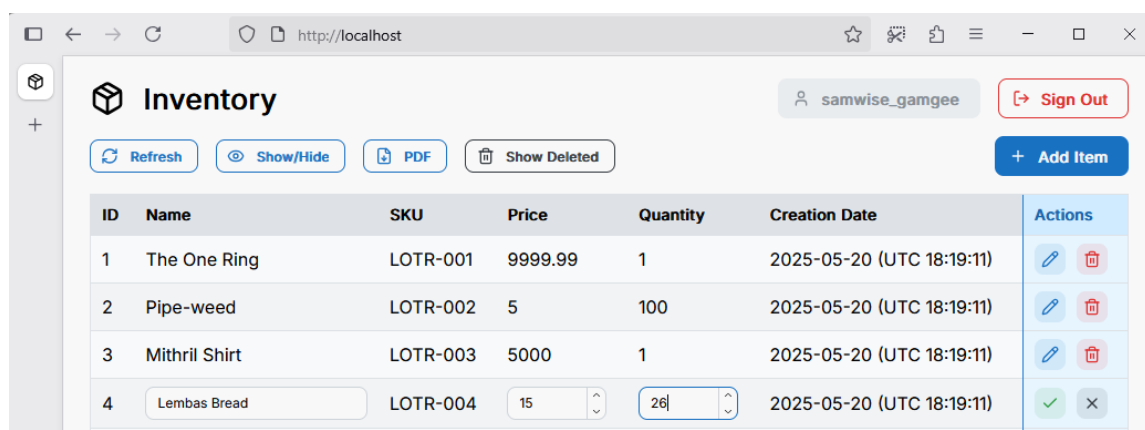 http://localhost
Inventory
samwise_gamgee
Sign Out
Refresh Show/Hide PDF Show Deleted
+ Add Item
ID Name SKU Price Quantity Creation Date Actions
1 The One Ring LOTR-001 9999.99 1 2025-05-20 (UTC 18:19:11)
2 Pipe-weed LOTR-002 5 100 2025-05-20 (UTC 18:19:11)
3 Mithril Shirt LOTR-003 5000 1 2025-05-20 (UTC 18:19:11)
4 Lembas Bread LOTR-004 15 26 2025-05-20 (UTC 18:19:11)